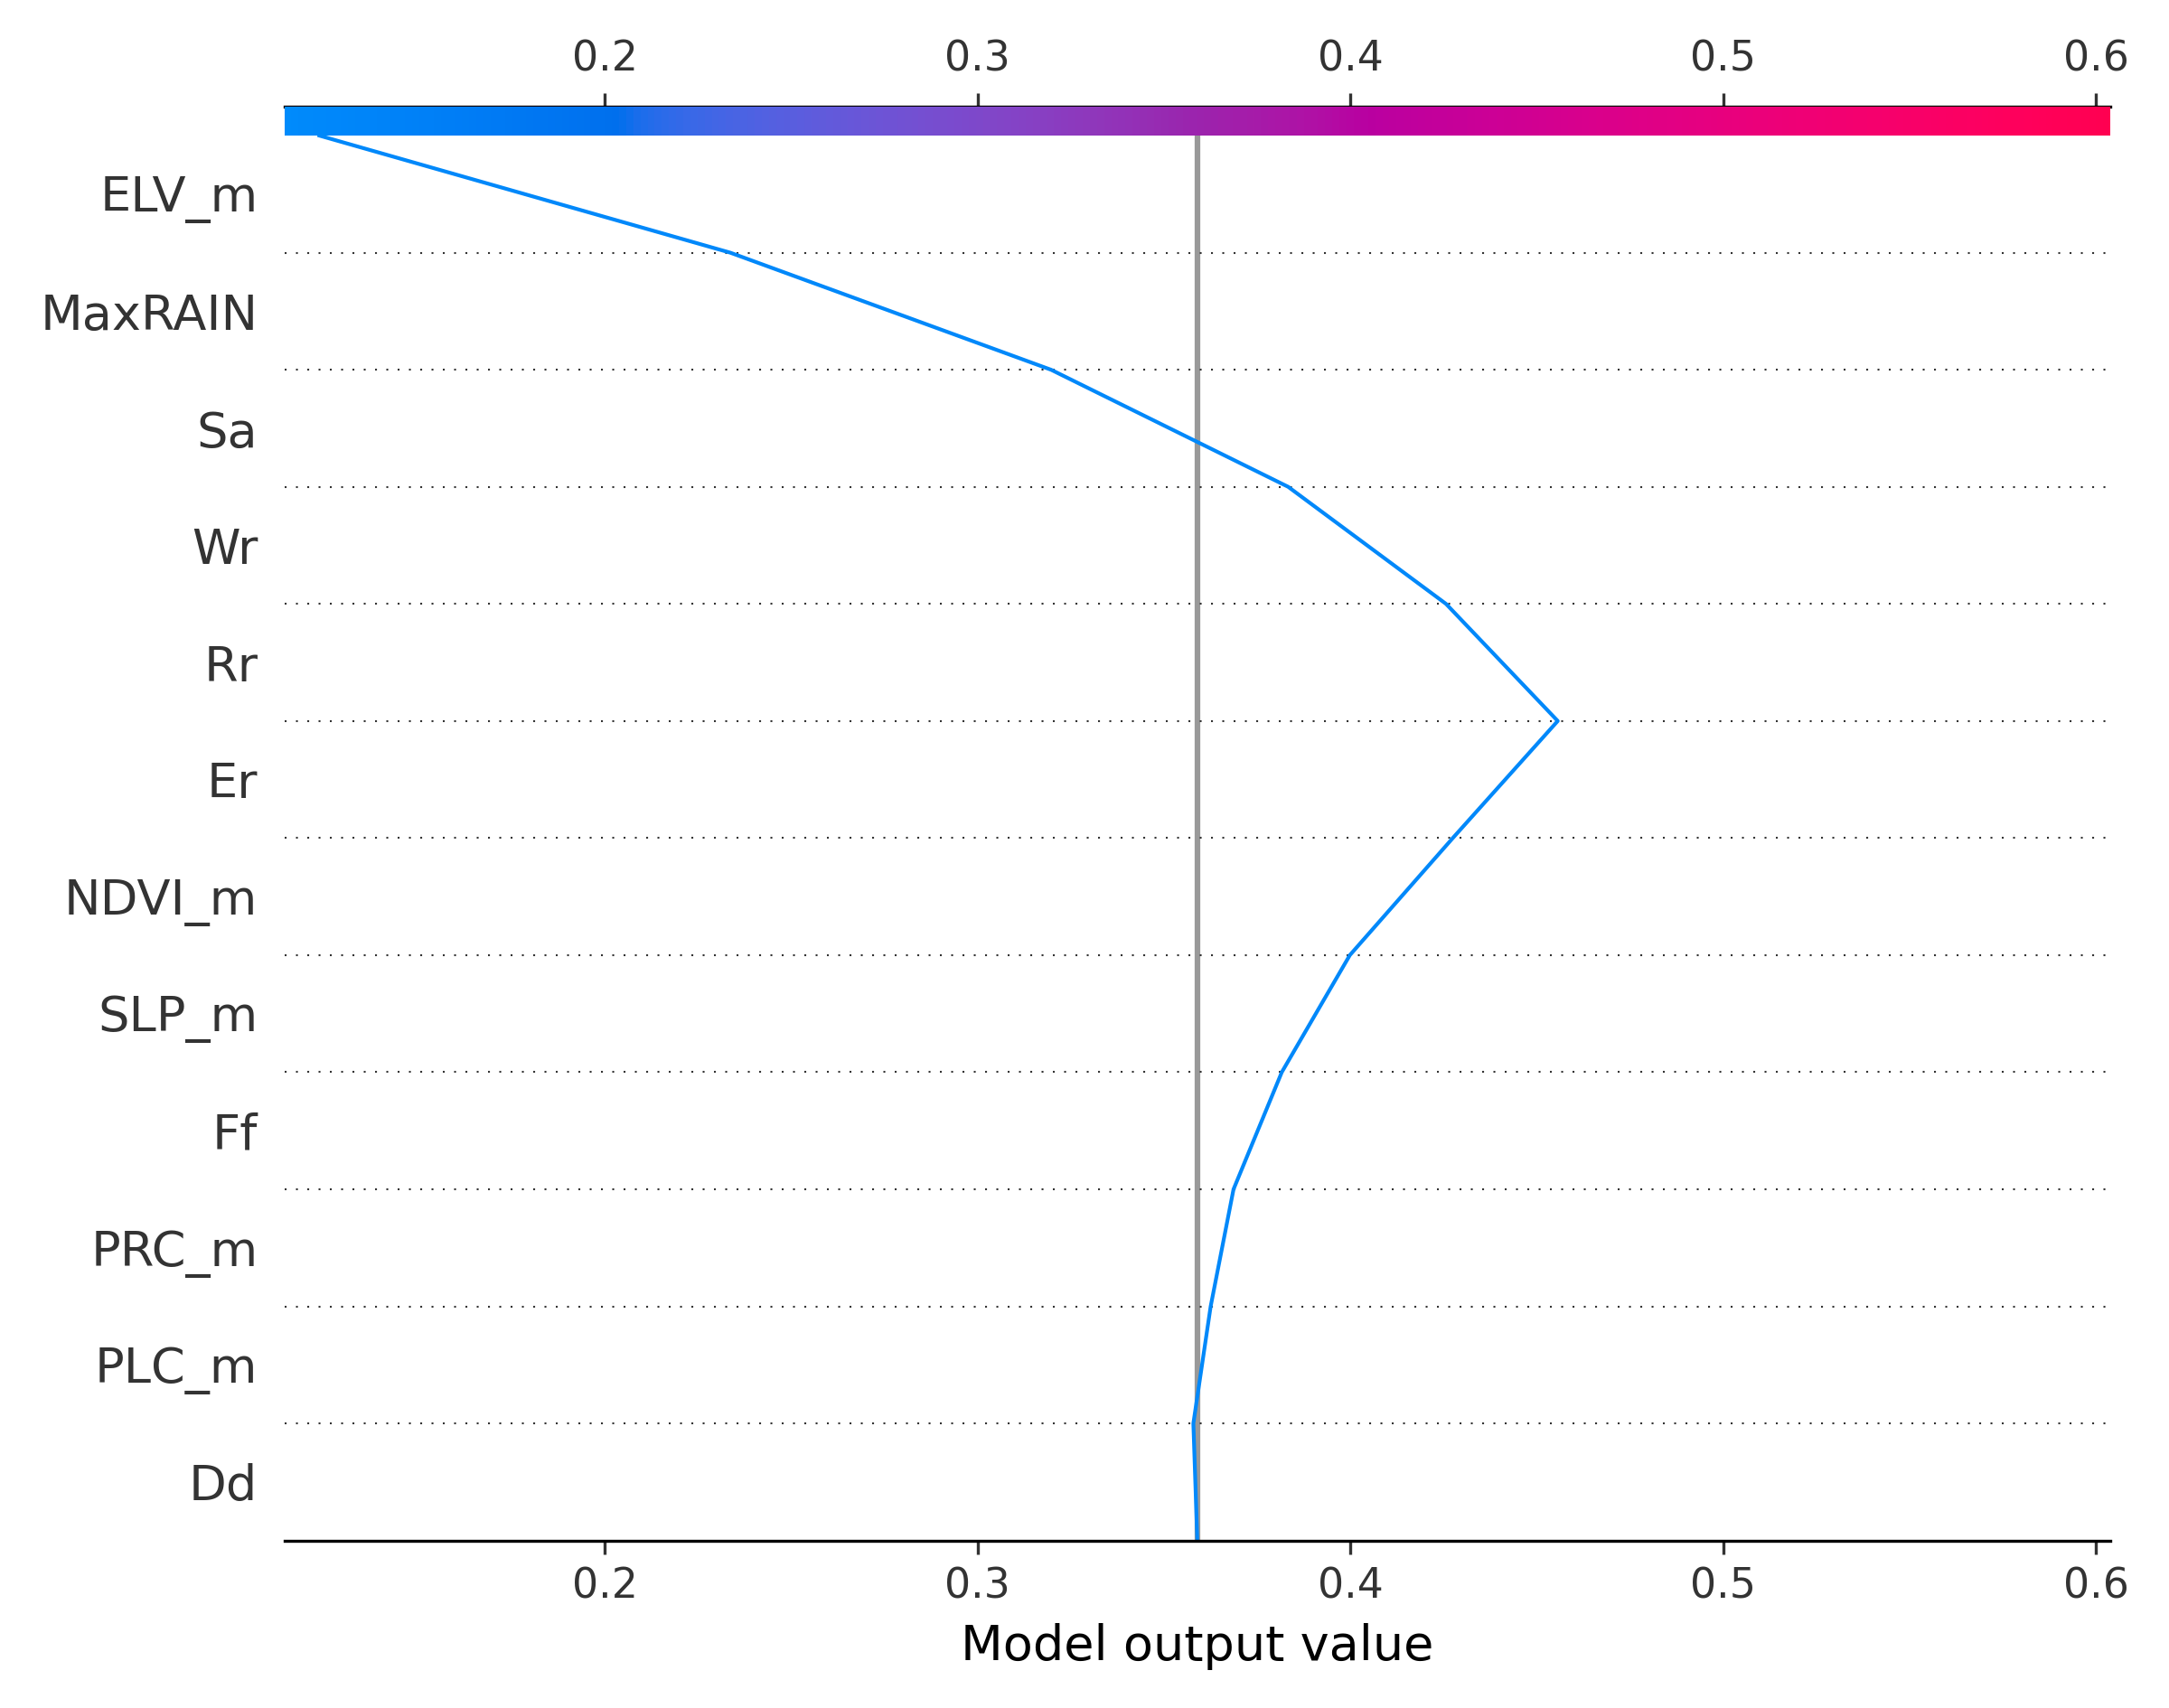 0.2 0.3 0.4 0.5 0.6
ELV_m
MaxRAIN
Sa
Wr
Rr
Er
NDVI_m
SLP_m
Ff
PRC_m
PLC_m
Dd
0.2 0.3 0.4 0.5 0.6
Model output value